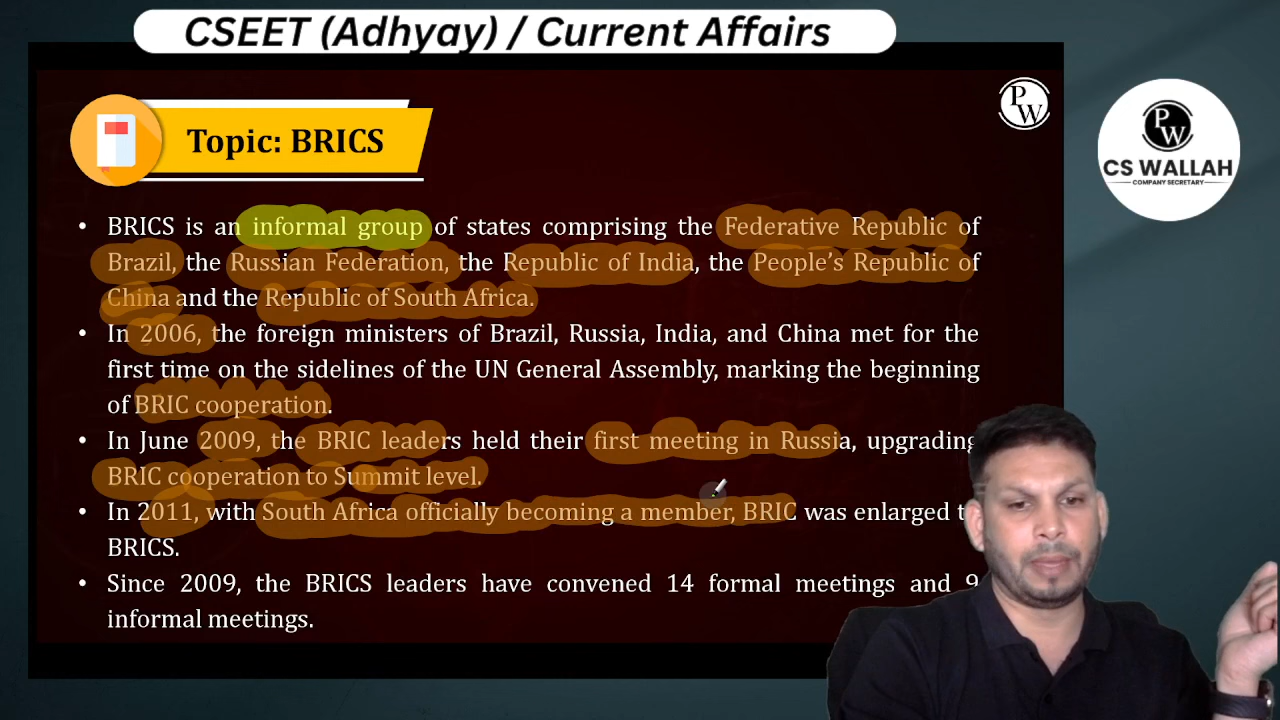 CSEET (Adhyay) / Current Affairs
PW
Topic: BRICS
PW
CS WALLAH
COMPANY SECRETARY
• BRICS is an informal group of states comprising the Federative Republic of
Brazil, the Russian Federation, the Republic of India, the People’s Republic of
China and the Republic of South Africa.
• In 2006, the foreign ministers of Brazil, Russia, India, and China met for the
first time on the sidelines of the UN General Assembly, marking the beginning
of BRIC cooperation.
• In June 2009, the BRIC leaders held their first meeting in Russia, upgrading
BRIC cooperation to Summit level.
• In 2011, with South Africa officially becoming a member, BRIC was enlarged
BRICS.
• Since 2009, the BRICS leaders have convened 14 formal meetings and 9
informal meetings.